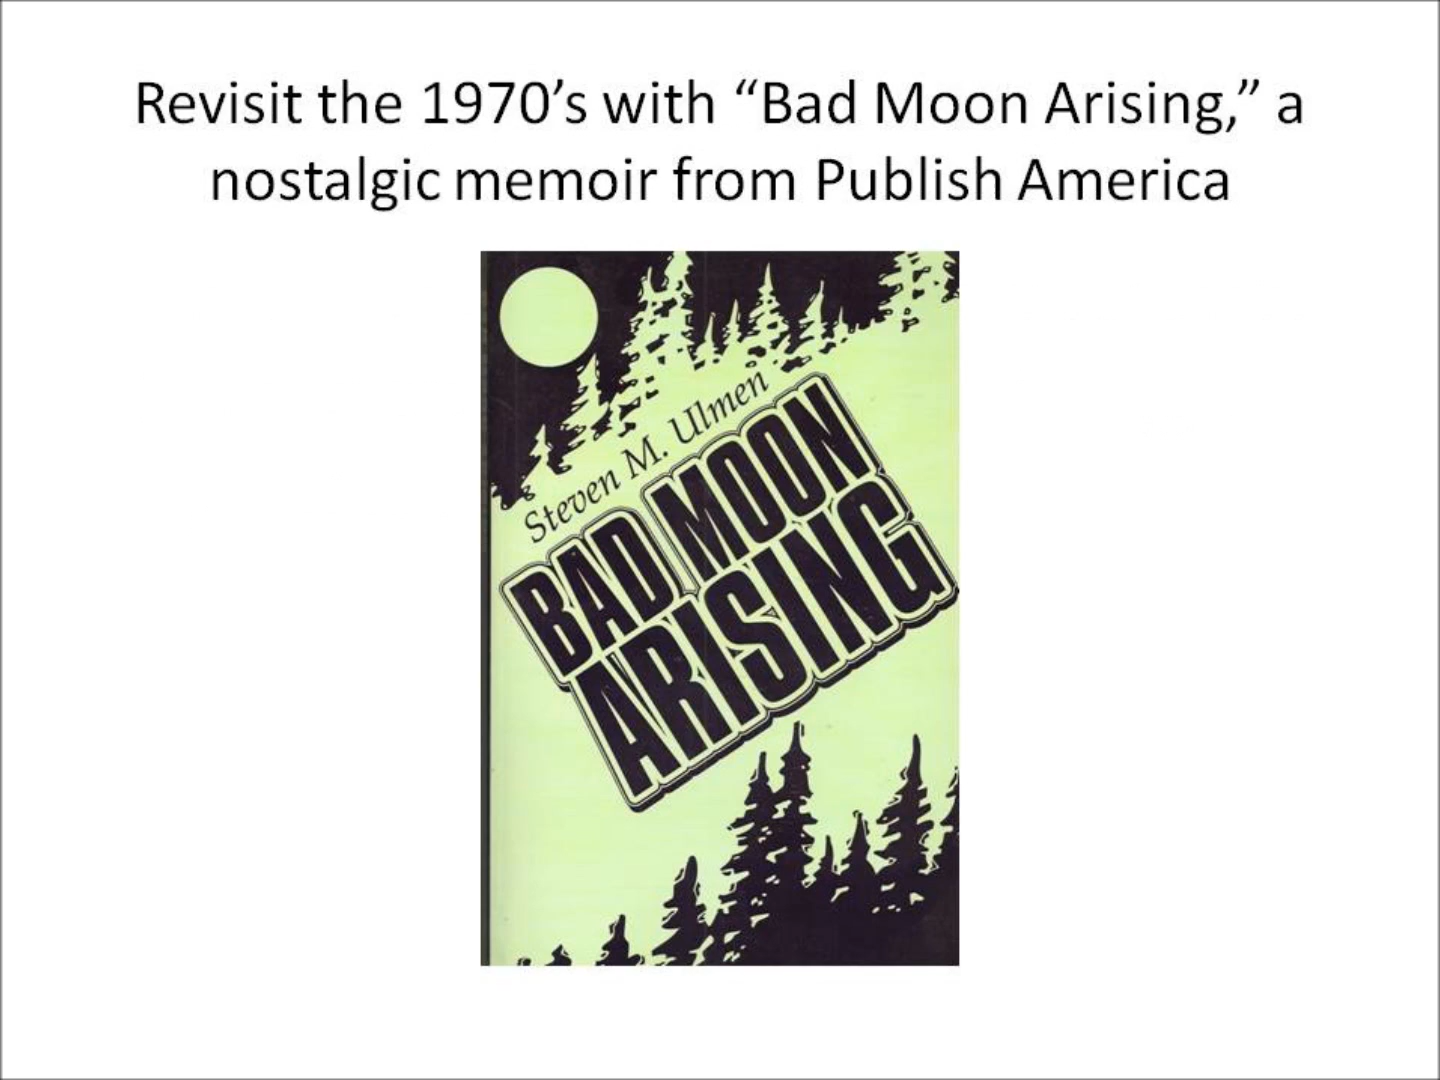 Revisit the 1970’s with “Bad Moon Arising,” a
nostalgic memoir from Publish America
Steven M. Ulmen
BAD MOON
ARISING